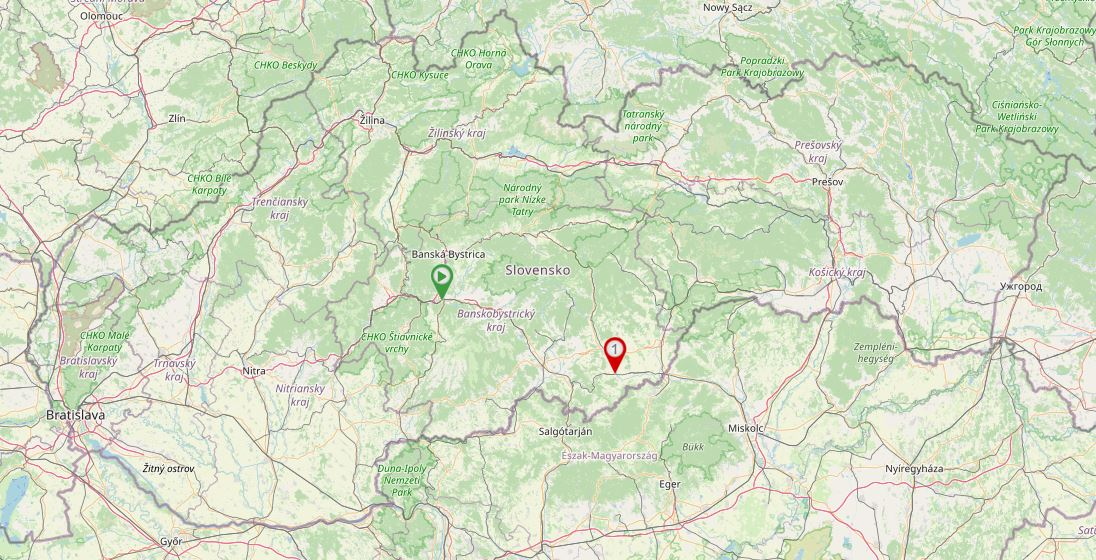 Olomouc
Nowy Sącz
Park Krajobrazowy
Gór Słonnych
CHKO Horná
Orava
CHKO Beskydy
CHKO Kysuce
Popradzki
Park Krajobrazowy
Zlín
Žilina
Žilinský kraj
Tatranský
národný
park
Ciśniańsko-
Wetliński
Park Krajobrazowy
Prešovský
kraj
CHKO Bílé
Karpaty
Prešov
Trenčiansky
kraj
Národný
park Nízke
Tatry
Banská Bystrica
Slovensko
Košický kraj
Ужгород
Banskobystrický
kraj
CHKO Štiavnické
vrchy
CHKO Malé
Karpaty
Bratislavský
kraj
Trnavský
kraj
Nitra
Nitriansky
kraj
1
Zempléni-
hegység
Bratislava
Salgótarján
Miskolc
Bükk
Észak-Magyarország
Žitný ostrov
Duna-Ipoly
Nemzeti
Park
Eger
Nyíregyháza
Győr